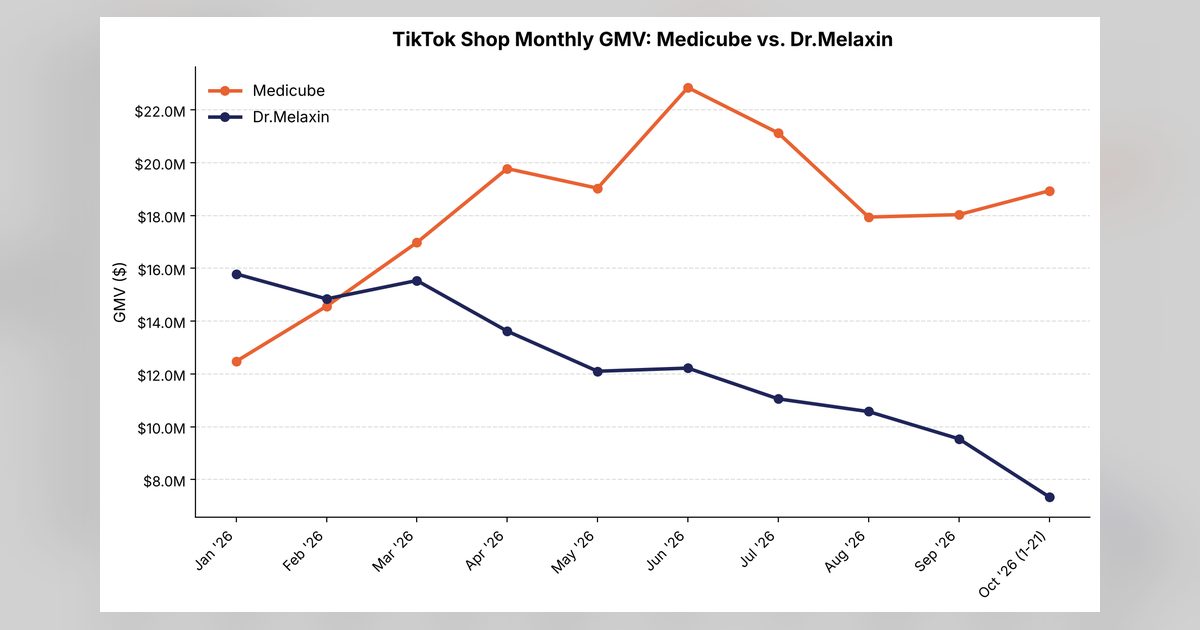 TikTok Shop Monthly GMV: Medicube vs. Dr.Melaxin
Medicube
Dr.Melaxin
GMV ($)
$22.0M
$20.0M
$18.0M
$16.0M
$14.0M
$12.0M
$10.0M
$8.0M
Jan '26
Feb '26
Mar '26
Apr '26
May '26
Jun '26
Jul '26
Aug '26
Sep '26
Oct '26 (1-21)